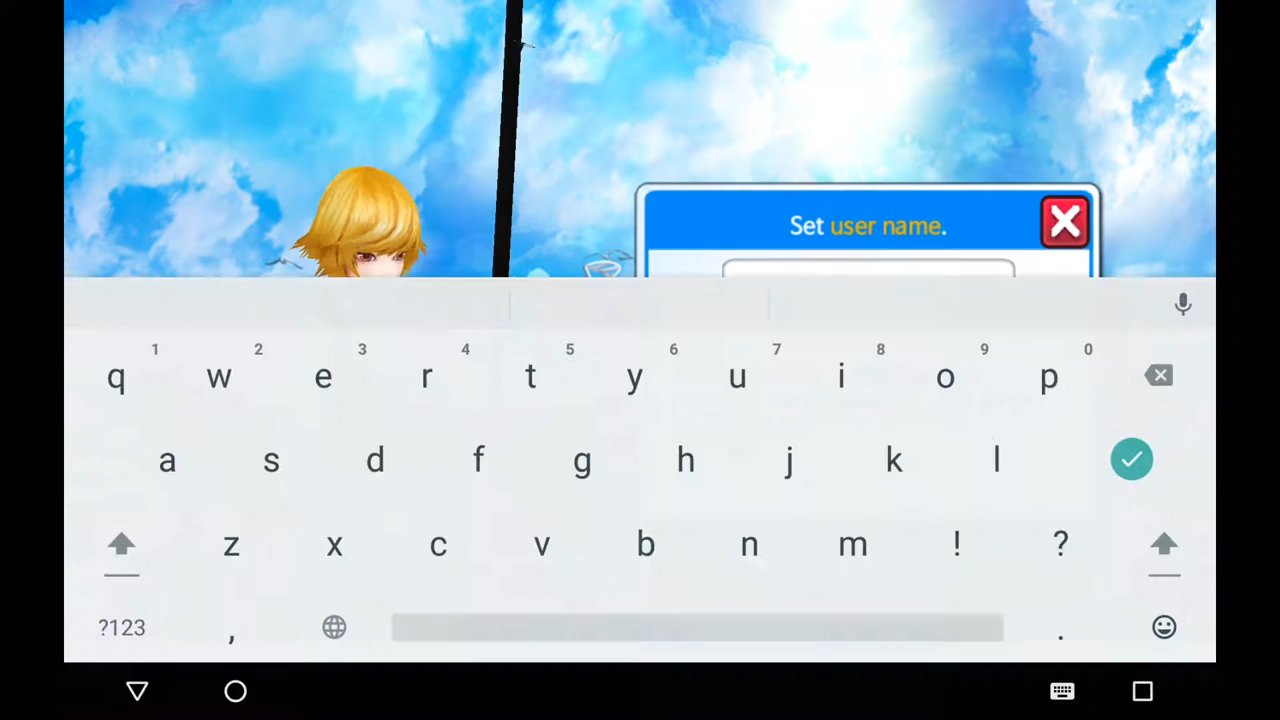 Set user name.
1 2 3 4 5 6 7 8 9 0
q w e r t y u i o p
a s d f g h j k l
z x c v b n m ! ?
?123 , .